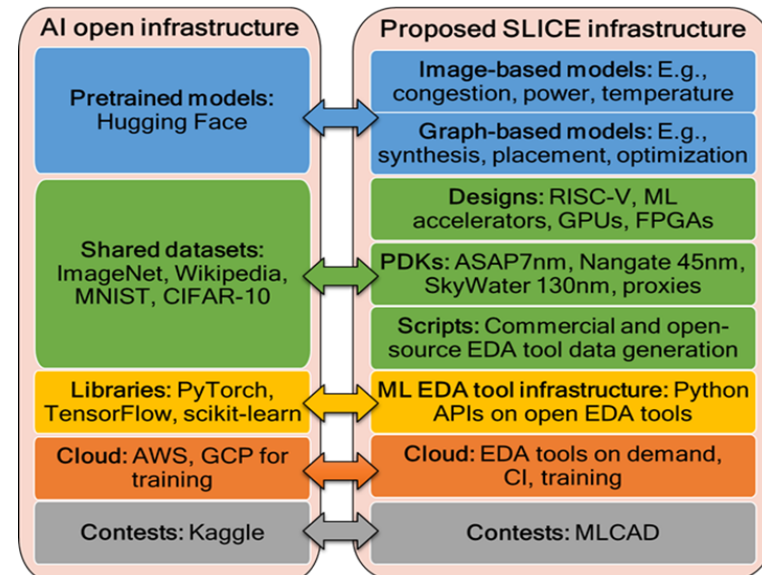 AI open infrastructure
Pretrained models:
Hugging Face
Shared datasets:
ImageNet, Wikipedia,
MNIST, CIFAR-10
Libraries: PyTorch,
TensorFlow, scikit-learn
Cloud: AWS, GCP for
training
Contests: Kaggle
Proposed SLICE infrastructure
Image-based models: E.g.,
congestion, power, temperature
Graph-based models: E.g.,
synthesis, placement, optimization
Designs: RISC-V, ML
accelerators, GPUs, FPGAs
PDKs: ASAP7nm, Nangate 45nm,
SkyWater 130nm, proxies
Scripts: Commercial and open-
source EDA tool data generation
ML EDA tool infrastructure: Python
APIs on open EDA tools
Cloud: EDA tools on demand,
CI, training
Contests: MLCAD